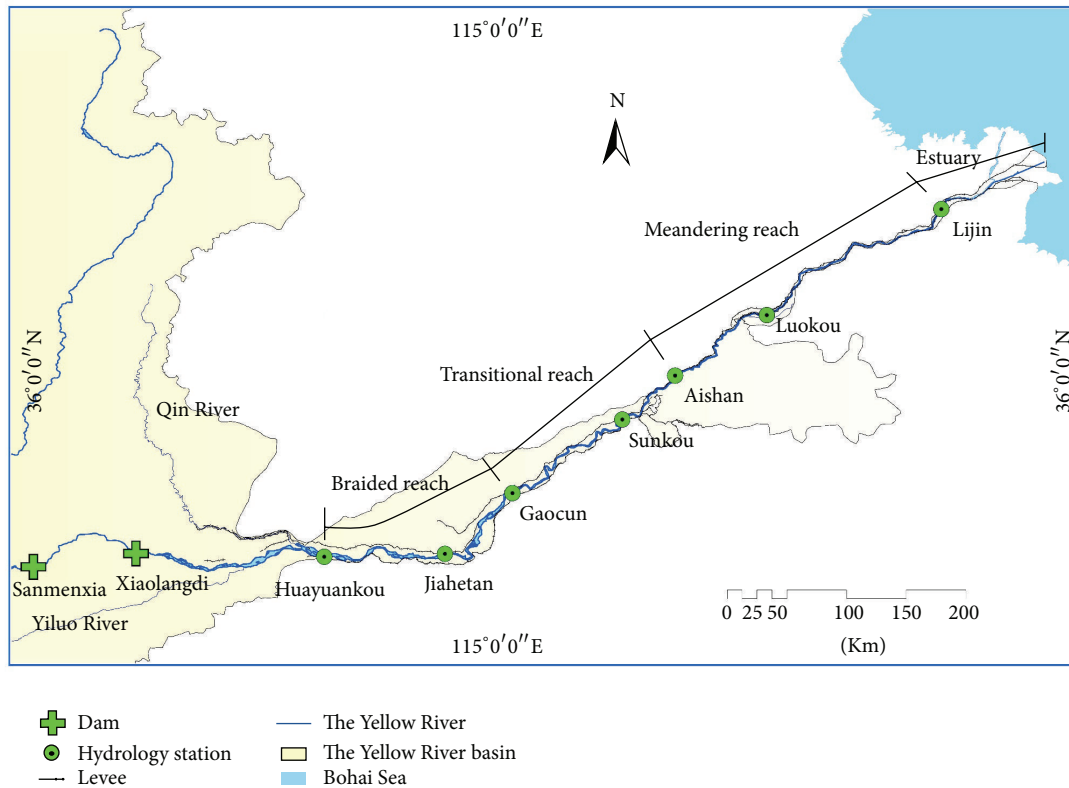 115°0′0″E
N
Estuary
Lijin
Meandering reach
Luokou
36°0′0″N
36°0′0″N
Transitional reach
Aishan
Qin River
Sunkou
Braided reach
Gaocun
Sanmenxia
Xiaolangdi
Huayuankou
Jiahetan
Yiluo River
0 25 50 100 150 200
(Km)
115°0′0″E
Dam
The Yellow River
Hydrology station
The Yellow River basin
Levee
Bohai Sea